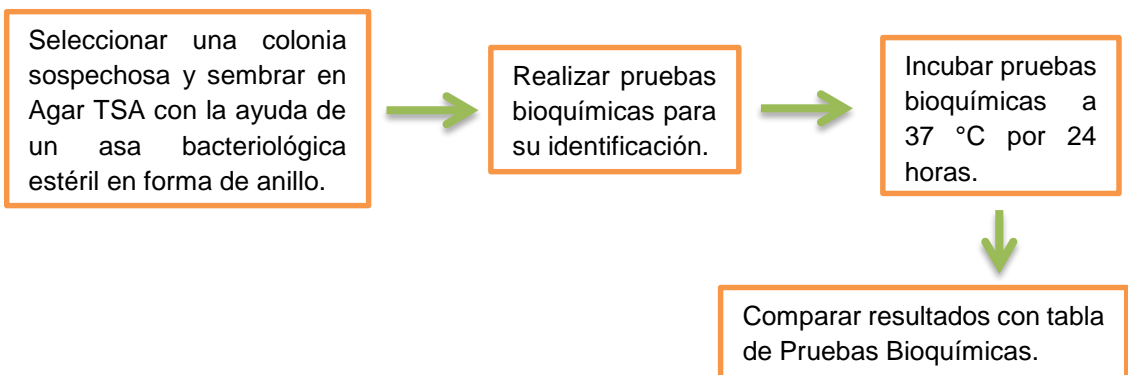 Seleccionar una colonia
sospechosa y sembrar en
Agar TSA con la ayuda de
un asa bacteriológica
estéril en forma de anillo.
Realizar pruebas
bioquímicas para
su identificación.
Incubar pruebas
bioquímicas a
37 °C por 24
horas.
Comparar resultados con tabla
de Pruebas Bioquímicas.